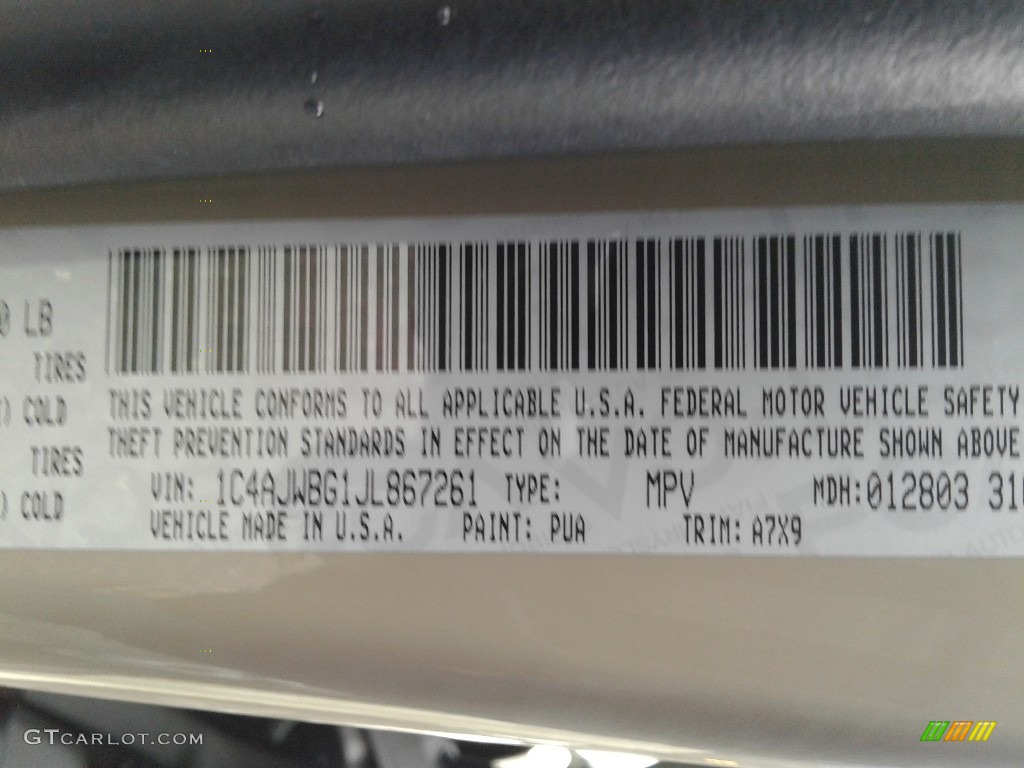 0 LB
TIRES
COLD
TIRES
COLD
THIS VEHICLE CONFORMS TO ALL APPLICABLE U.S.A. FEDERAL MOTOR VEHICLE SAFETY
THEFT PREVENTION STANDARDS IN EFFECT ON THE DATE OF MANUFACTURE SHOWN ABOVE
VIN: 1C4AJWBG1JL867261 TYPE: MPV MDH:012803 31
VEHICLE MADE IN U.S.A. PAINT: PUA TRIM: A7X9
GTCARLOT.COM